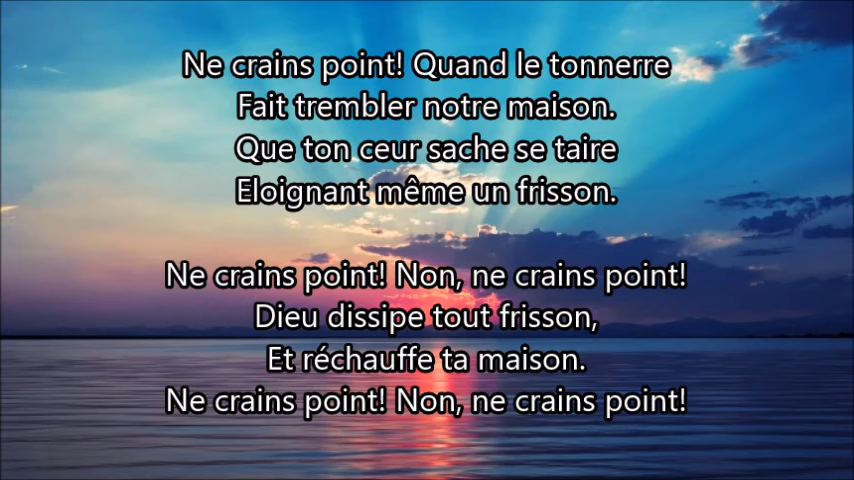 Ne crains point! Quand le tonnerre
Fait trembler notre maison.
Que ton ceur sache se taire
Eloignant même un frisson.
Ne crains point! Non, ne crains point!
Dieu dissipe tout frisson,
Et réchauffe ta maison.
Ne crains point! Non, ne crains point!